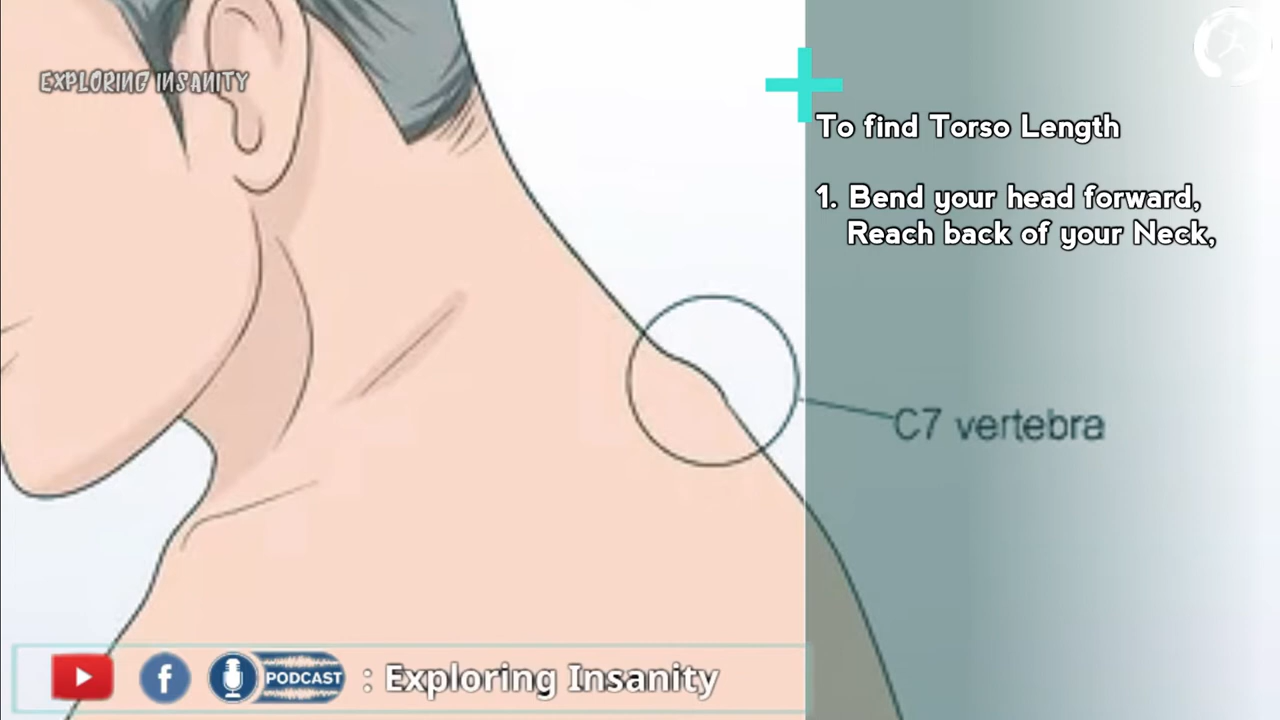 EXPLORING INSANITY
To find Torso Length
1. Bend your head forward,
Reach back of your Neck,
C7 vertebra
PODCAST : Exploring Insanity